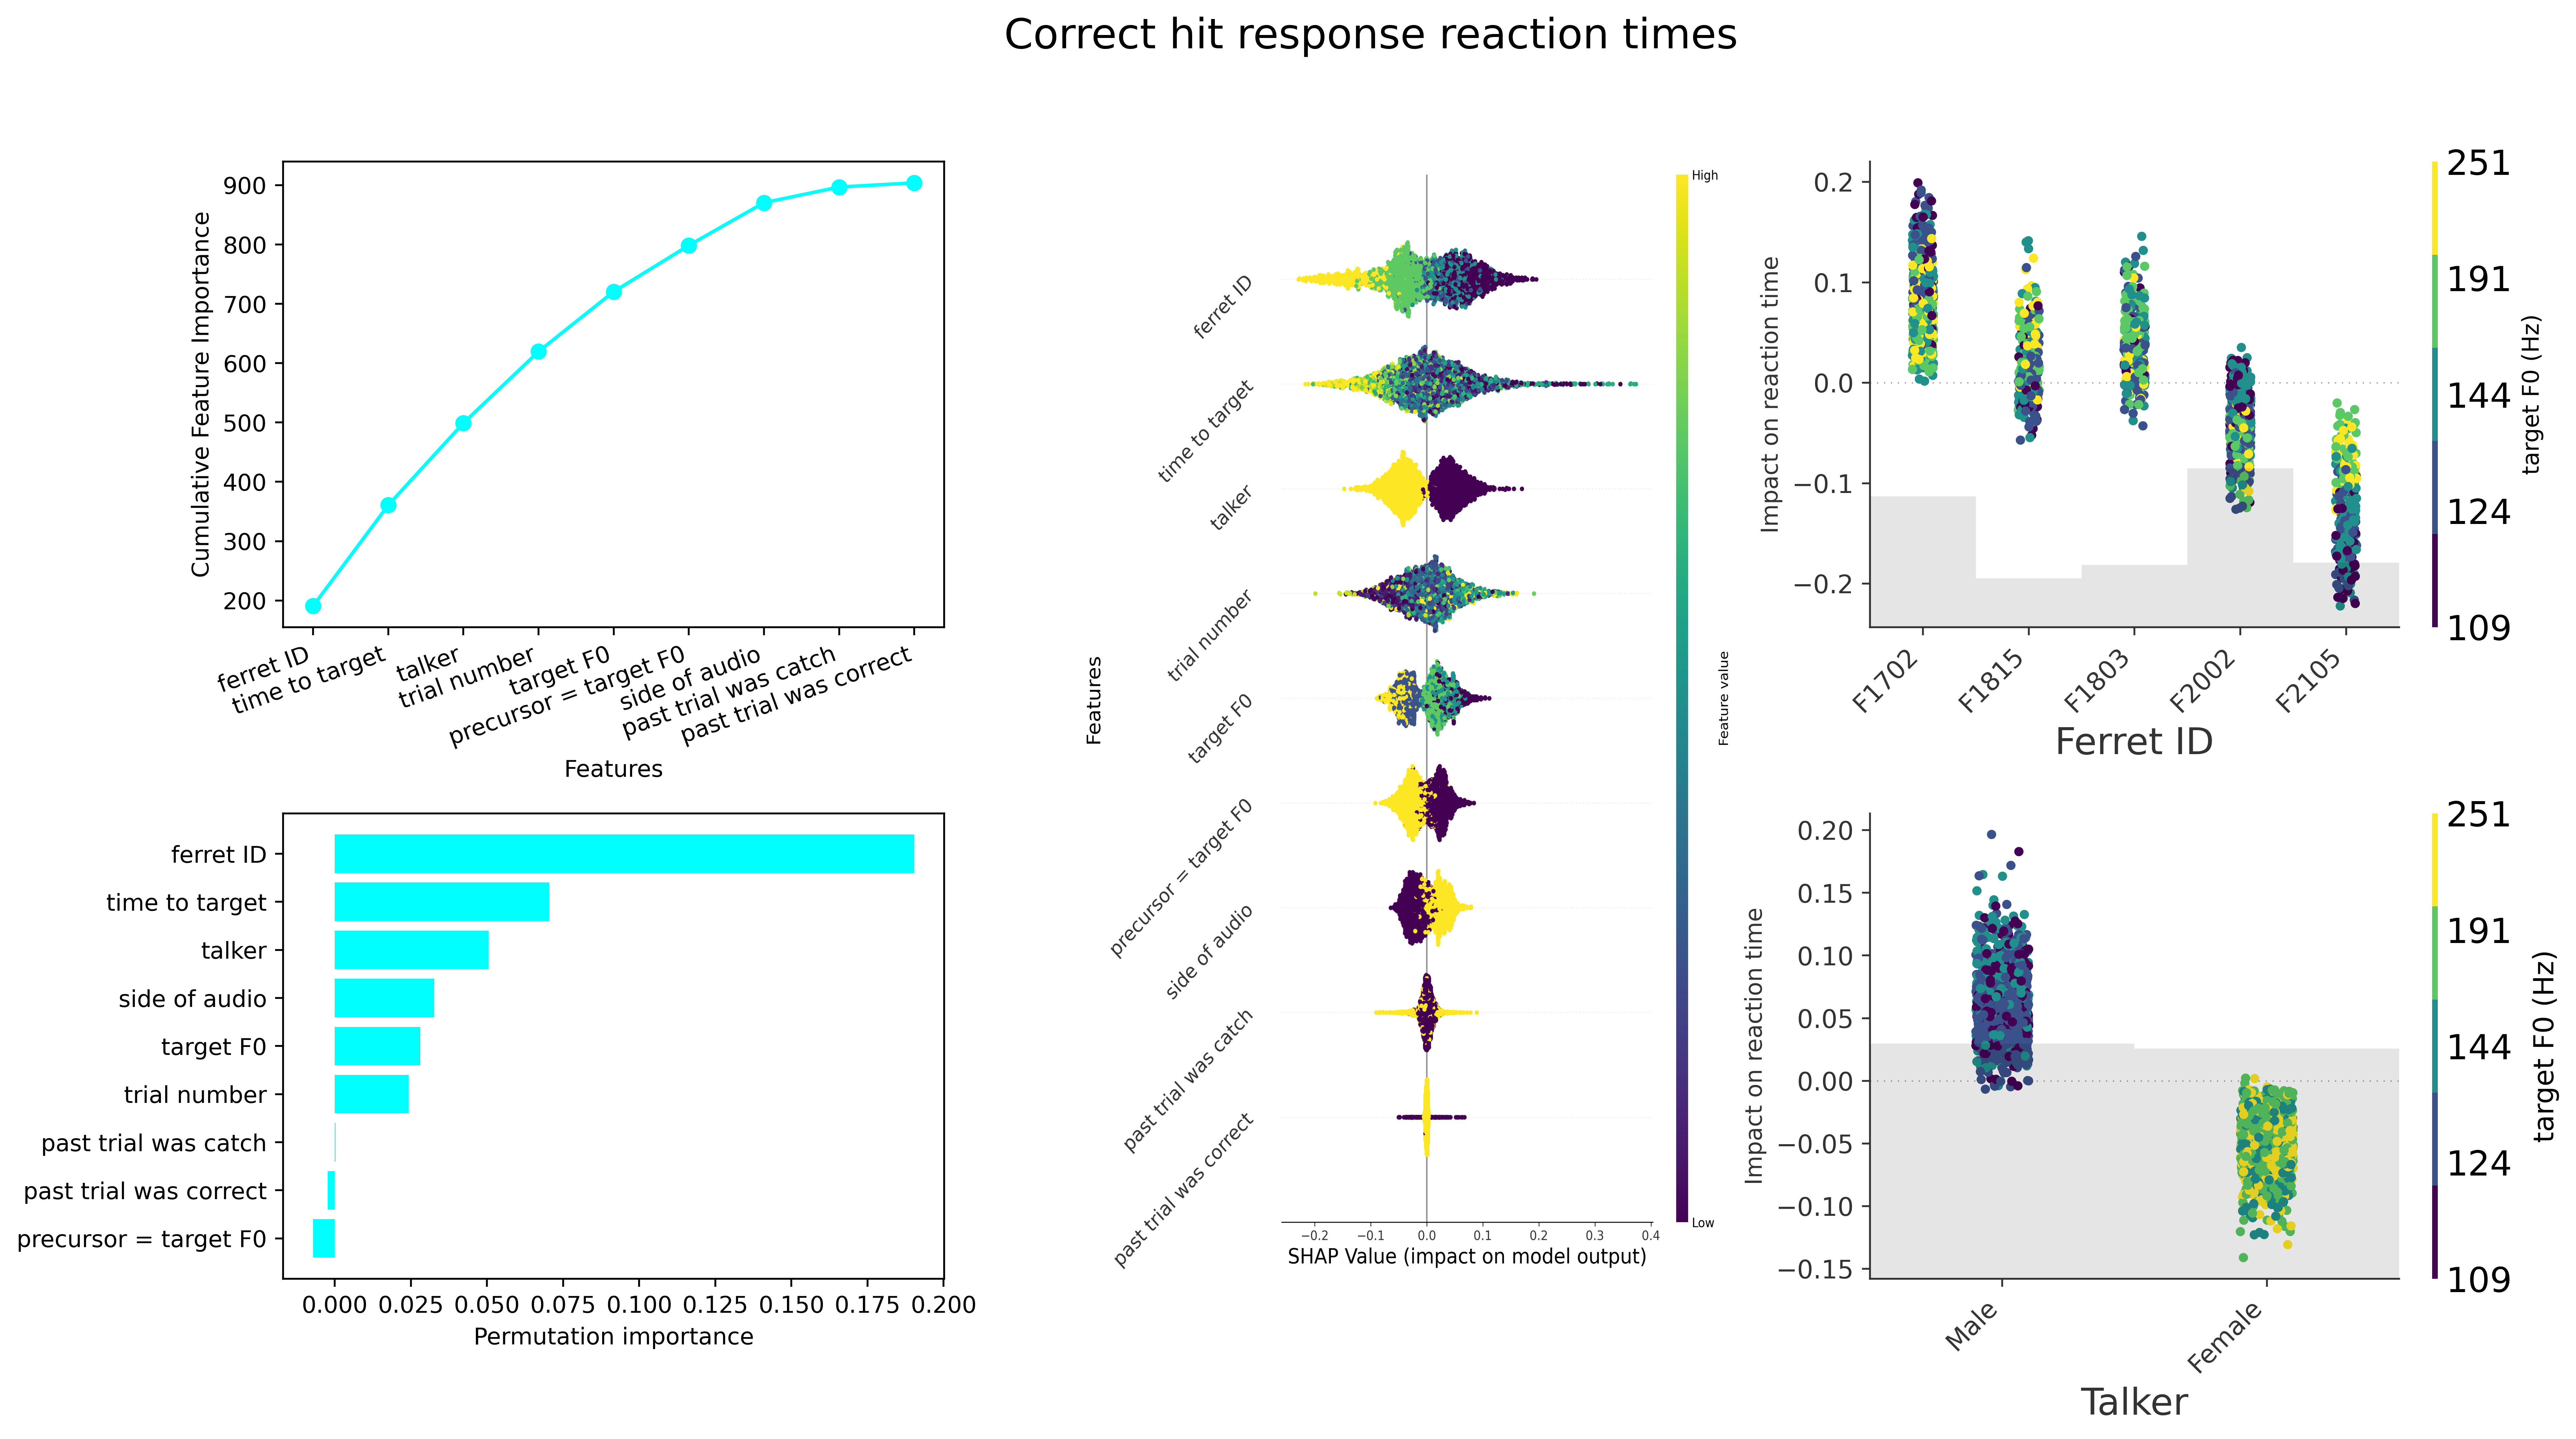 Correct hit response reaction times
Cumulative Feature Importance
900
800
700
600
500
400
300
200
ferret ID
time to target
talker
trial number
target F0
precursor = target F0
side of audio
past trial was catch
past trial was correct
Features
ferret ID
time to target
talker
side of audio
target F0
trial number
past trial was catch
past trial was correct
precursor = target F0
0.000 0.025 0.050 0.075 0.100 0.125 0.150 0.175 0.200
Permutation importance
Features
ferret ID
time to target
talker
trial number
target F0
precursor = target F0
side of audio
past trial was catch
past trial was correct
−0.2 −0.1 0.0 0.1 0.2 0.3 0.4
SHAP Value (impact on model output)
High
Feature value
Low
Impact on reaction time
0.2
0.1
0.0
−0.1
−0.2
F1702
F1815
F1803
F2002
F2105
Ferret ID
251
191
144
124
109
target F0 (Hz)
Impact on reaction time
0.20
0.15
0.10
0.05
0.00
−0.05
−0.10
−0.15
Male
Female
Talker
251
191
144
124
109
target F0 (Hz)